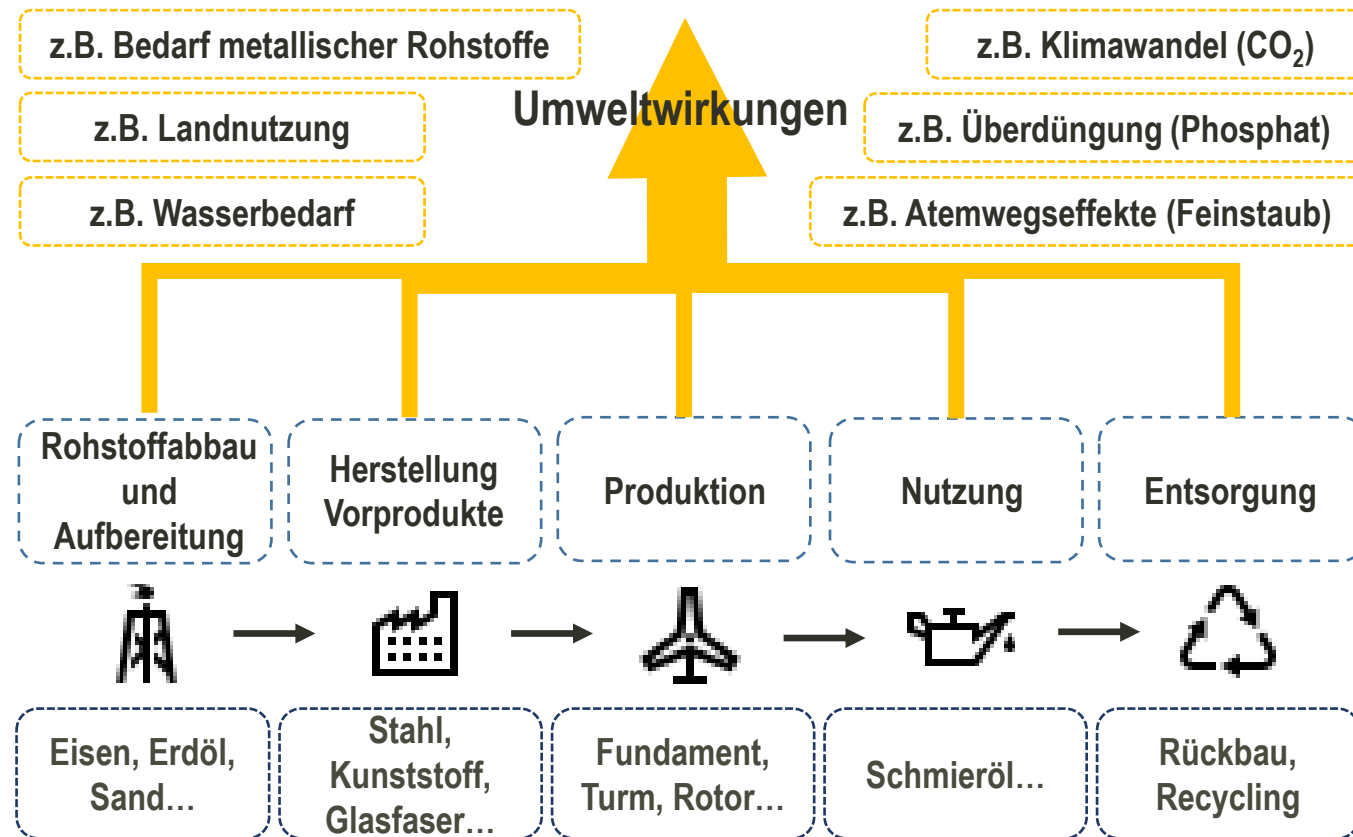 z.B. Bedarf metallischer Rohstoffe
z.B. Klimawandel (CO₂)
Umweltwirkungen
z.B. Landnutzung
z.B. Überdüngung (Phosphat)
z.B. Wasserbedarf
z.B. Atemwegseffekte (Feinstaub)
Rohstoffabbau
und
Aufbereitung
Herstellung
Vorprodukte
Produktion
Nutzung
Entsorgung
Eisen, Erdöl,
Sand…
Stahl,
Kunststoff,
Glasfaser…
Fundament,
Turm, Rotor…
Schmieröl…
Rückbau,
Recycling